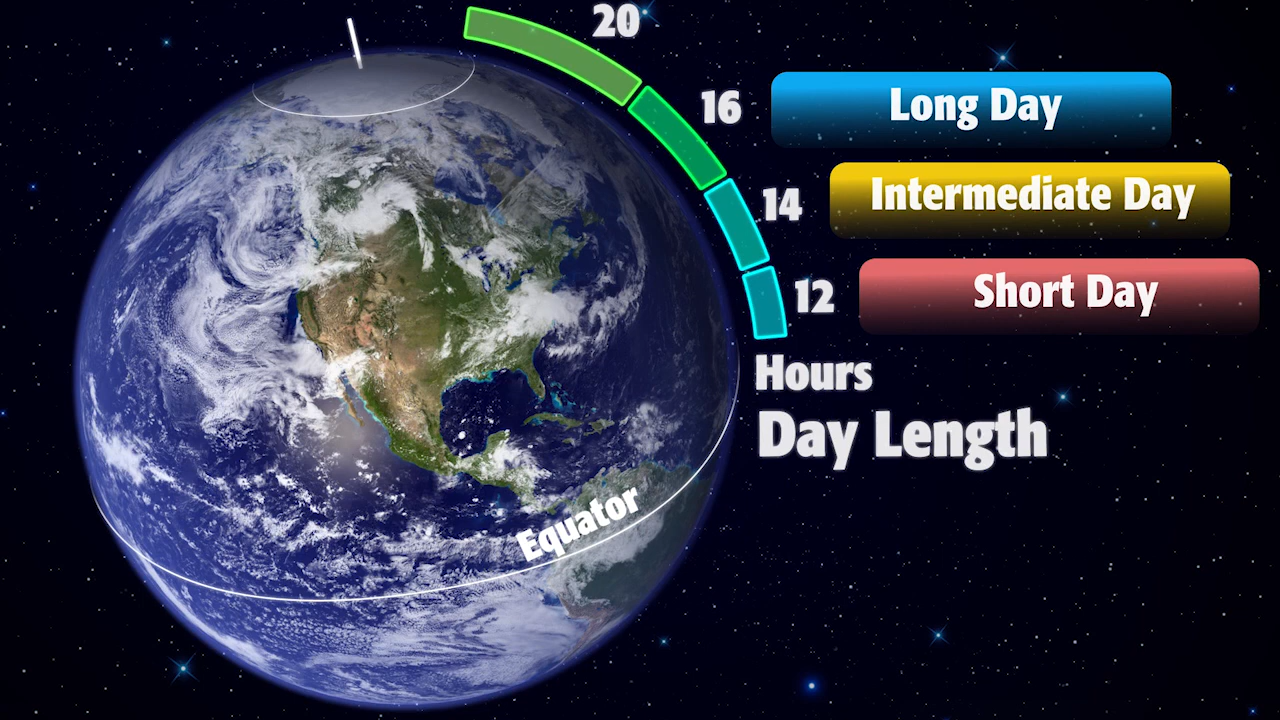 20
16
Long Day
14
Intermediate Day
12
Short Day
Hours
Day Length
Equator